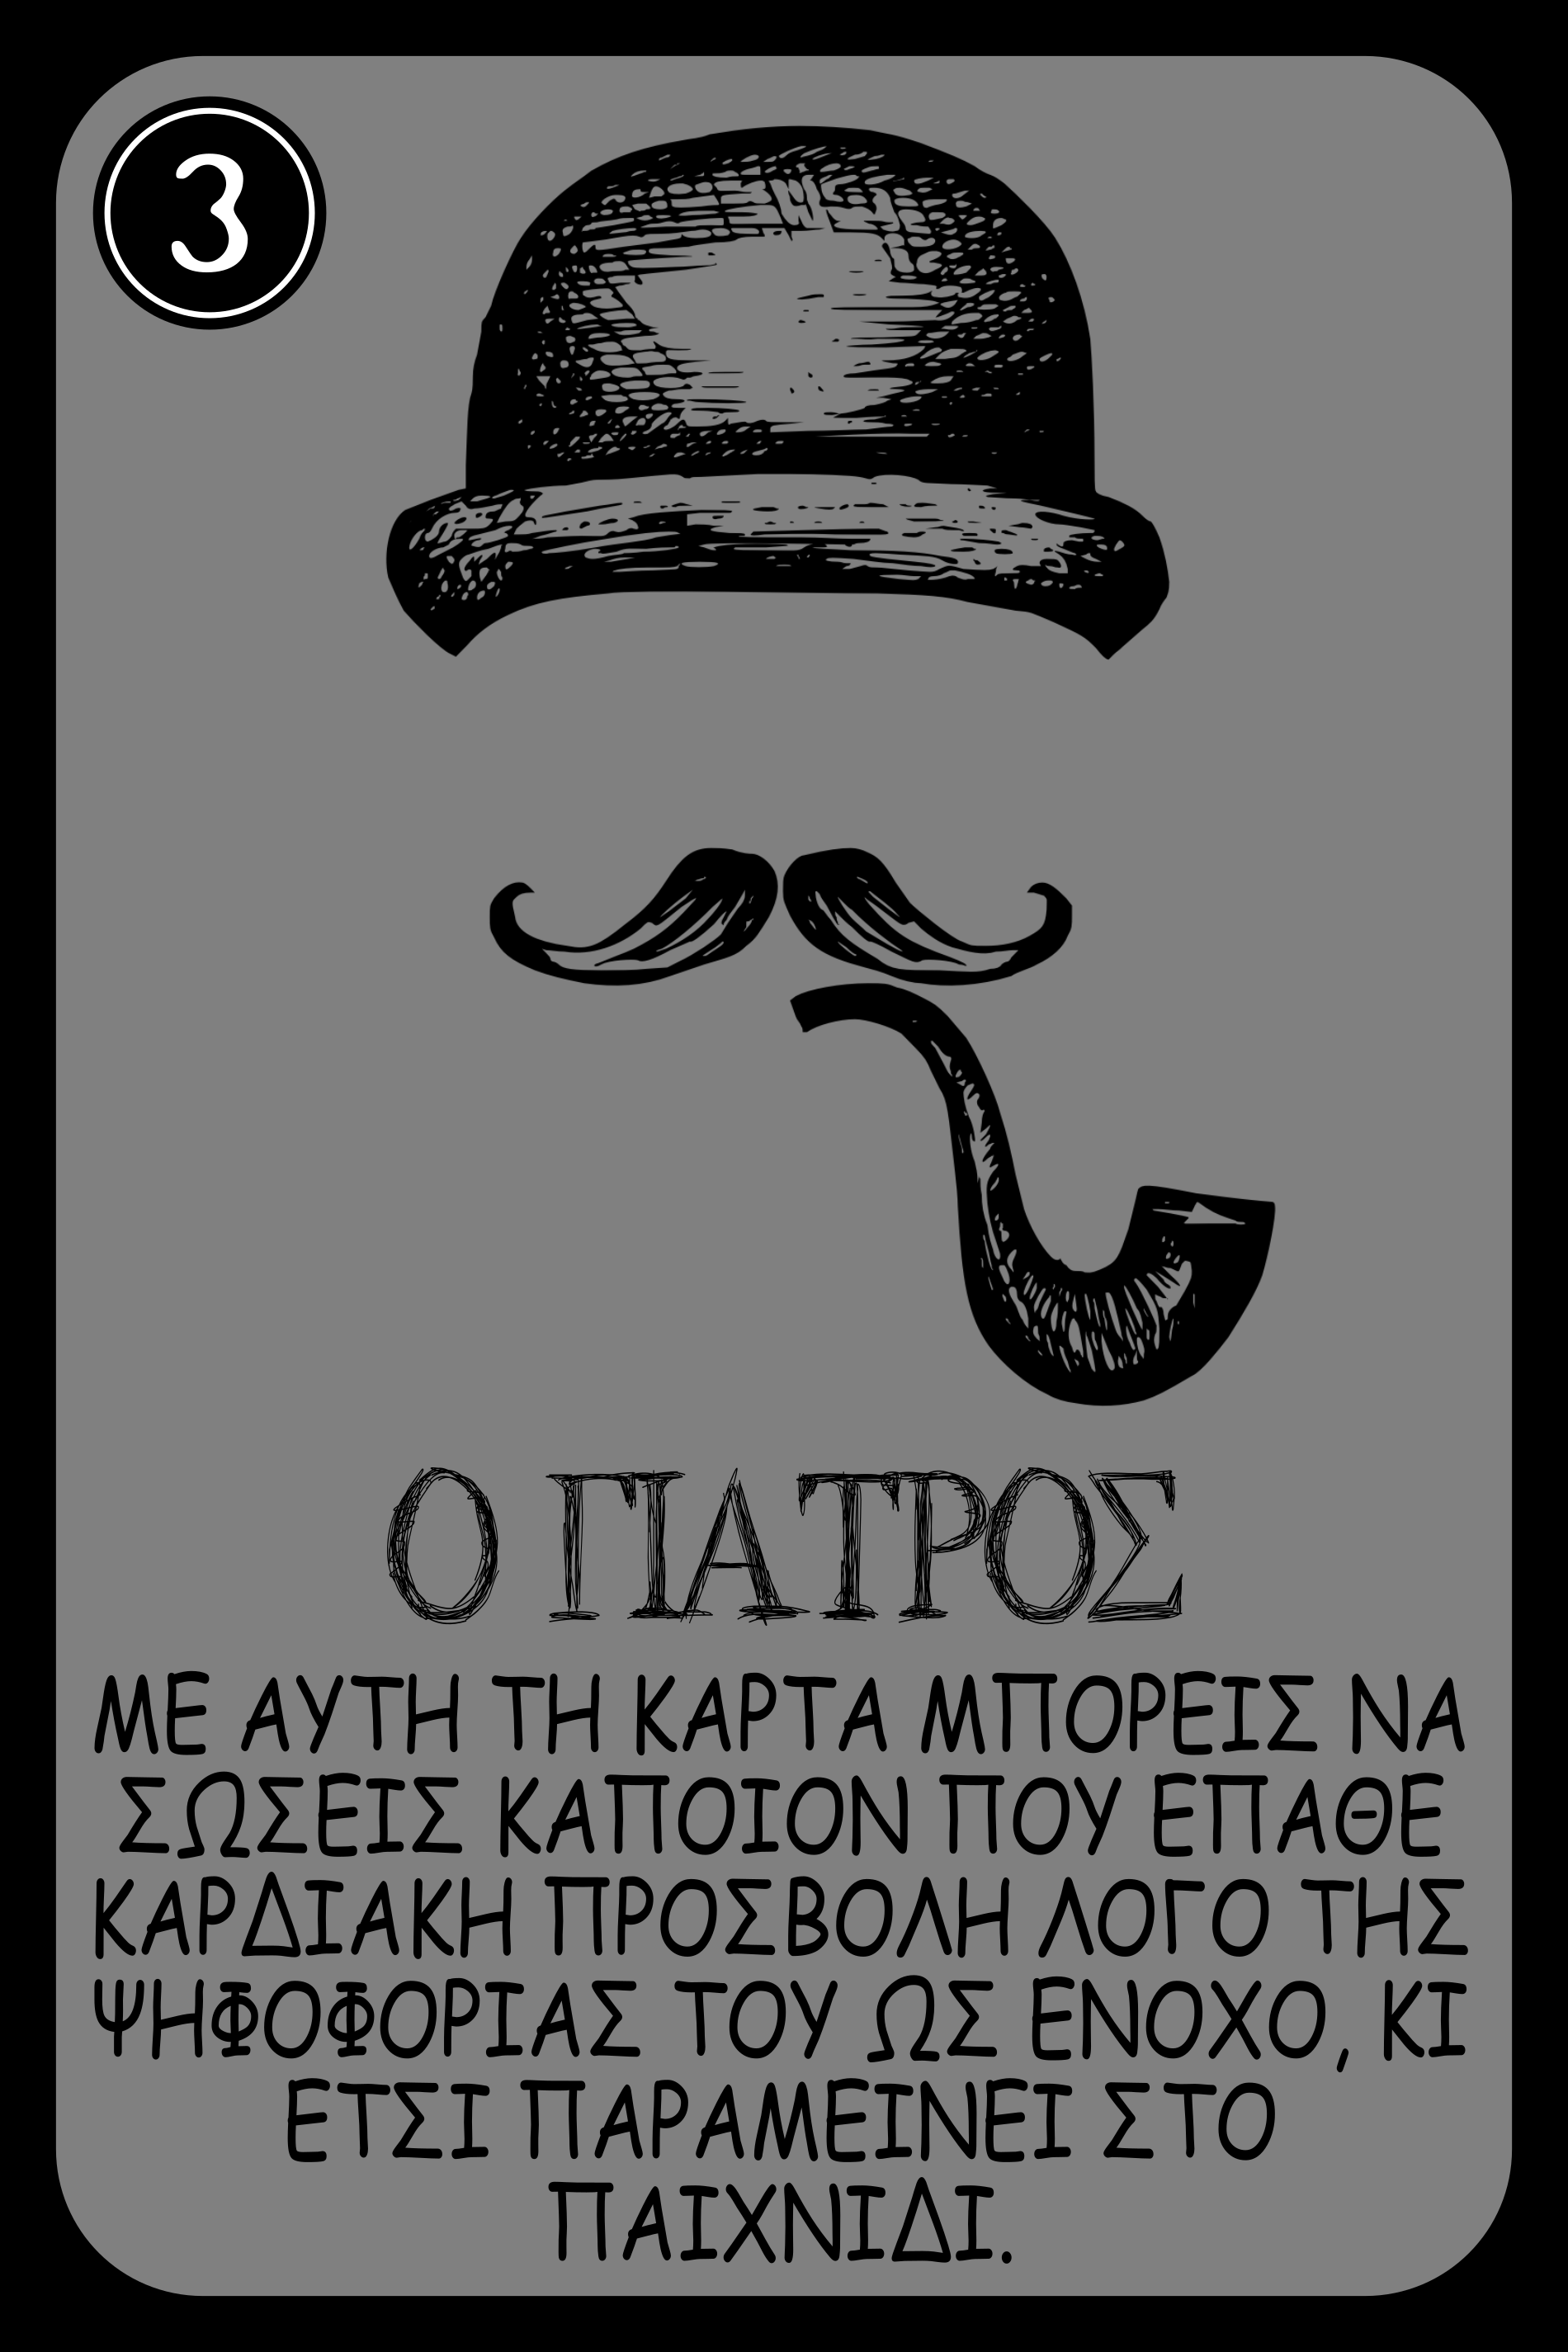 3
Ο ΓΙΑΤΡΟΣ
ΜΕ ΑΥΤΗ ΤΗ ΚΑΡΤΑ ΜΠΟΡΕΙΣ ΝΑ
ΣΩΣΕΙΣ ΚΑΠΟΙΟΝ ΠΟΥ ΕΠΑΘΕ
ΚΑΡΔΙΑΚΗ ΠΡΟΣΒΟΛΗ ΛΟΓΟ ΤΗΣ
ΨΗΦΟΦΟΡΙΑΣ ΤΟΥ ΩΣ ΕΝΟΧΟ, ΚΙ
ΕΤΣΙ ΠΑΡΑΜΕΙΝΕΙ ΣΤΟ
ΠΑΙΧΝΙΔΙ.